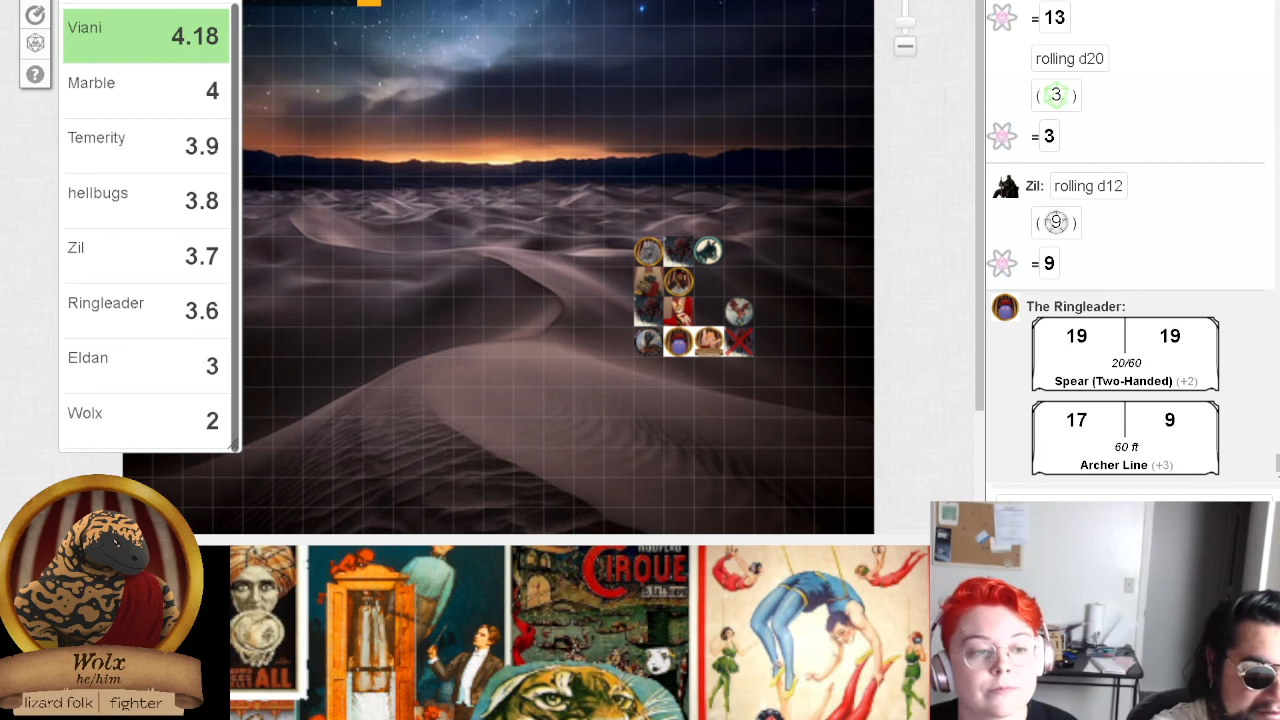 Viani
4.18
Marble
4
Temerity
3.9
hellbugs
3.8
Zil
3.7
Ringleader
3.6
Eldan
3
Wolx
2
= 13
rolling d20
( 3 )
= 3
Zil: rolling d12
( 9 )
= 9
The Ringleader:
19 19
20/60
Spear (Two-Handed) (+2)
17 9
60 ft
Archer Line (+3)
Wolx
he/him
lizard folk | fighter
ALL
CIRQUE